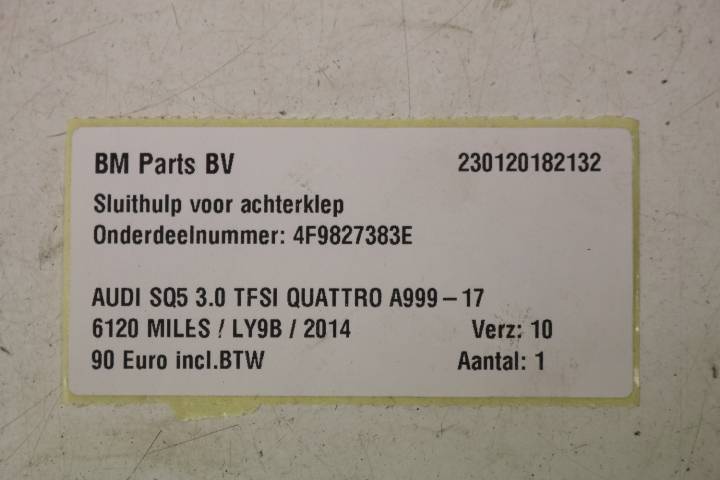 BM Parts BV 230120182132
Sluithulp voor achterklep
Onderdeelnummer: 4F9827383E
AUDI SQ5 3.0 TFSI QUATTRO A999 – 17
6120 MILES / LY9B / 2014 Verz: 10
90 Euro incl.BTW Aantal: 1